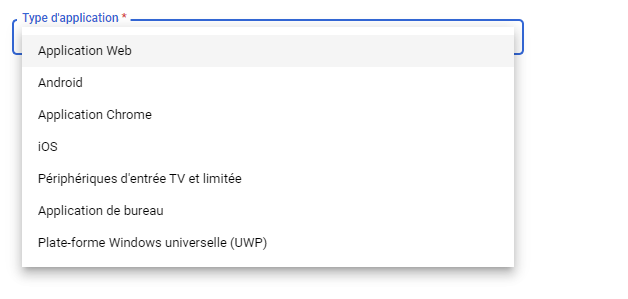 Type d'application *
Application Web
Android
Application Chrome
iOS
Périphériques d'entrée TV et limitée
Application de bureau
Plate-forme Windows universelle (UWP)